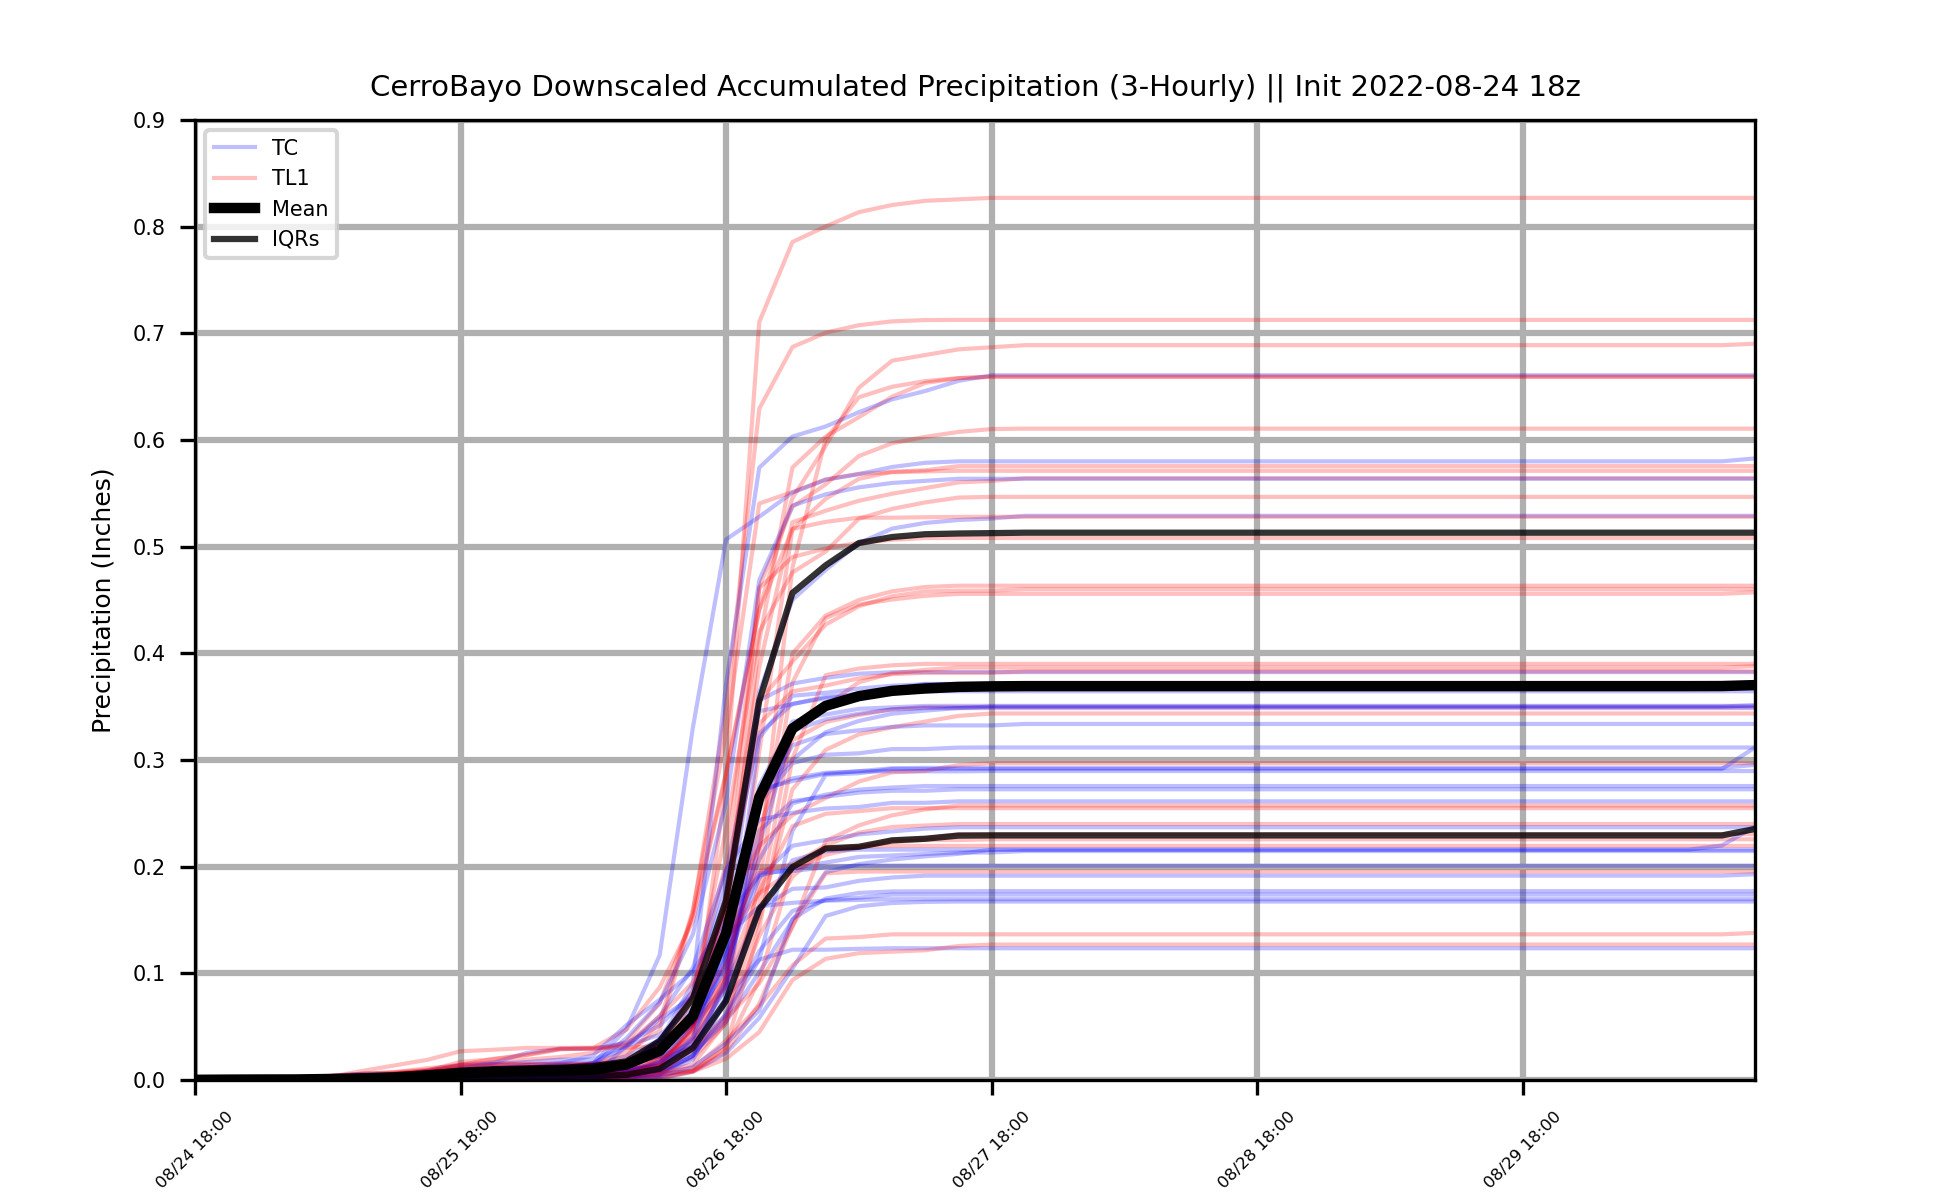 CerroBayo Downscaled Accumulated Precipitation (3-Hourly) || Init 2022-08-24 18z
TC
TL1
Mean
IQRs
Precipitation (Inches)
0.9
0.8
0.7
0.6
0.5
0.4
0.3
0.2
0.1
0.0
08/24 18:00
08/25 18:00
08/26 18:00
08/27 18:00
08/28 18:00
08/29 18:00